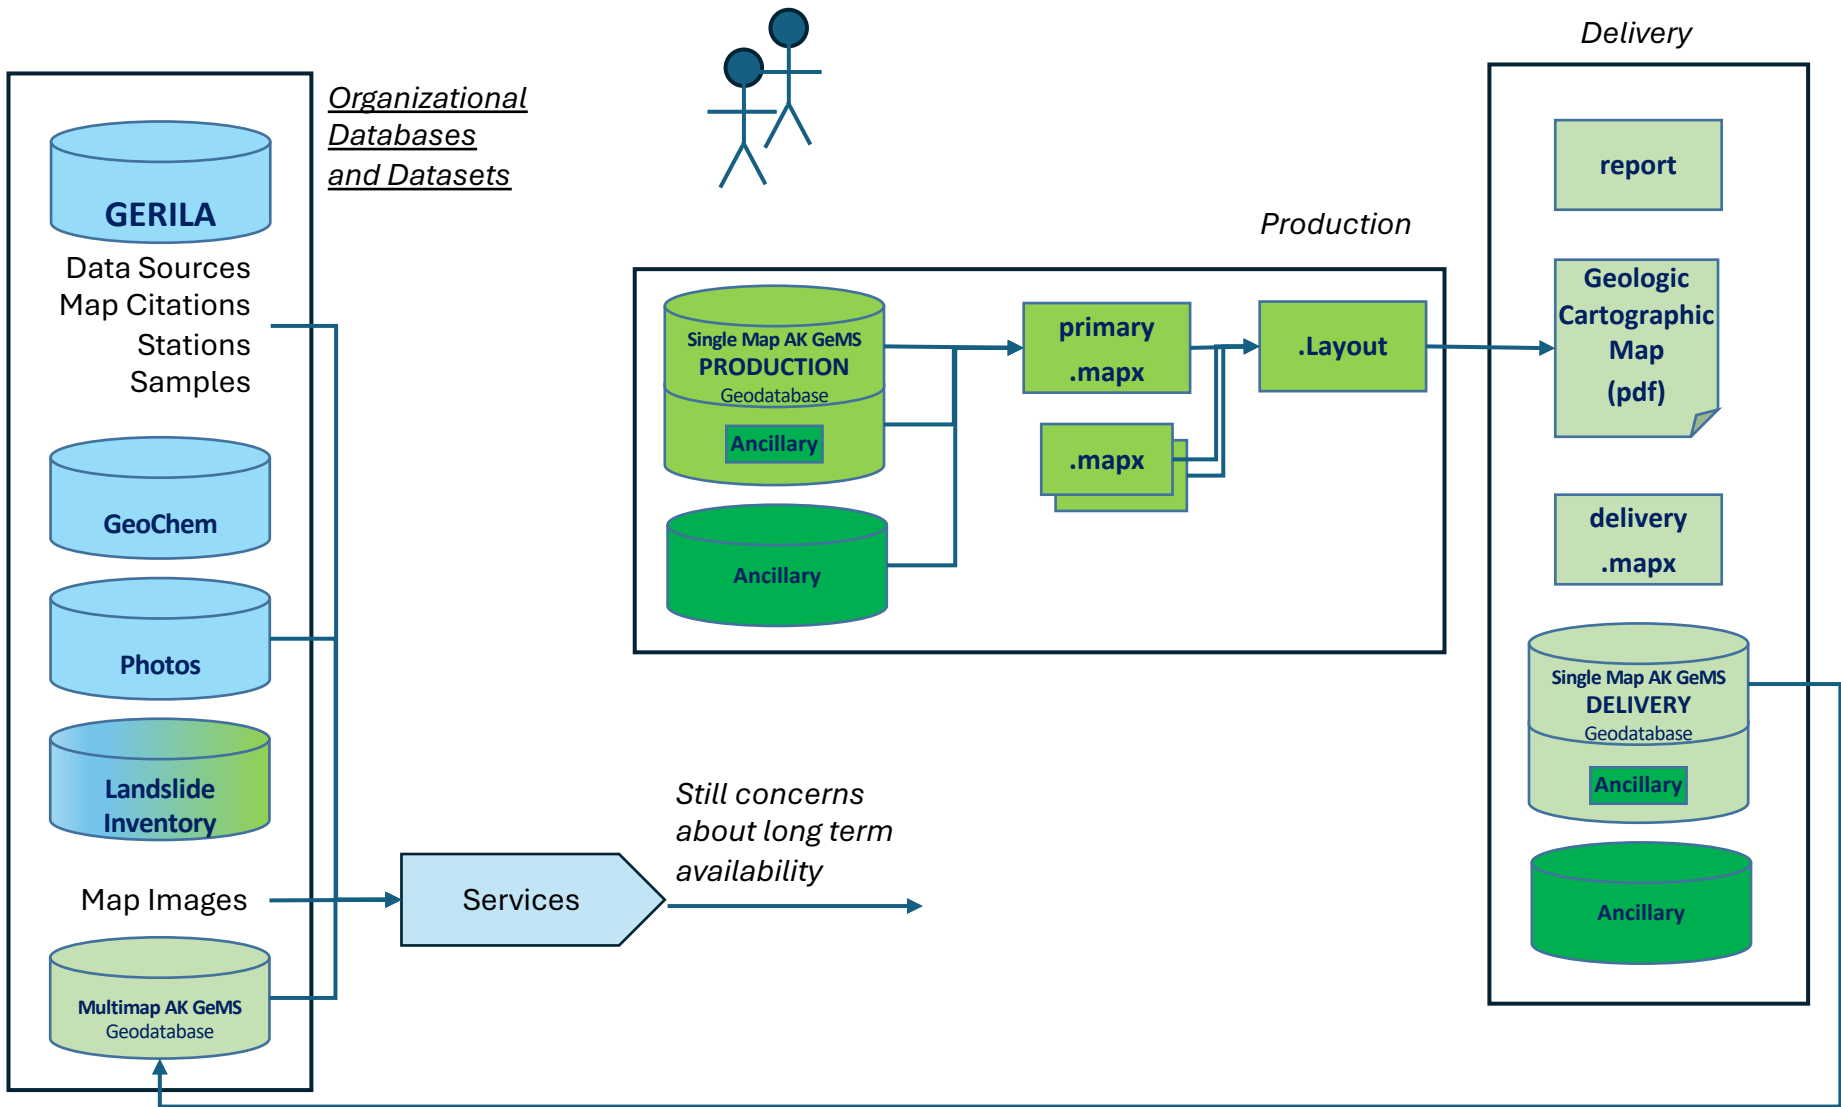 Organizational
Databases
and Datasets
GERILA
Data Sources
Map Citations
Stations
Samples
GeoChem
Photos
Landslide
Inventory
Map Images
Multimap AK GeMS
Geodatabase
Services
Still concerns
about long term
availability
Production
Single Map AK GeMS
PRODUCTION
Geodatabase
Ancillary
Ancillary
primary
.mapx
.mapx
.Layout
Delivery
report
Geologic
Cartographic
Map
(pdf)
delivery
.mapx
Single Map AK GeMS
DELIVERY
Geodatabase
Ancillary
Ancillary